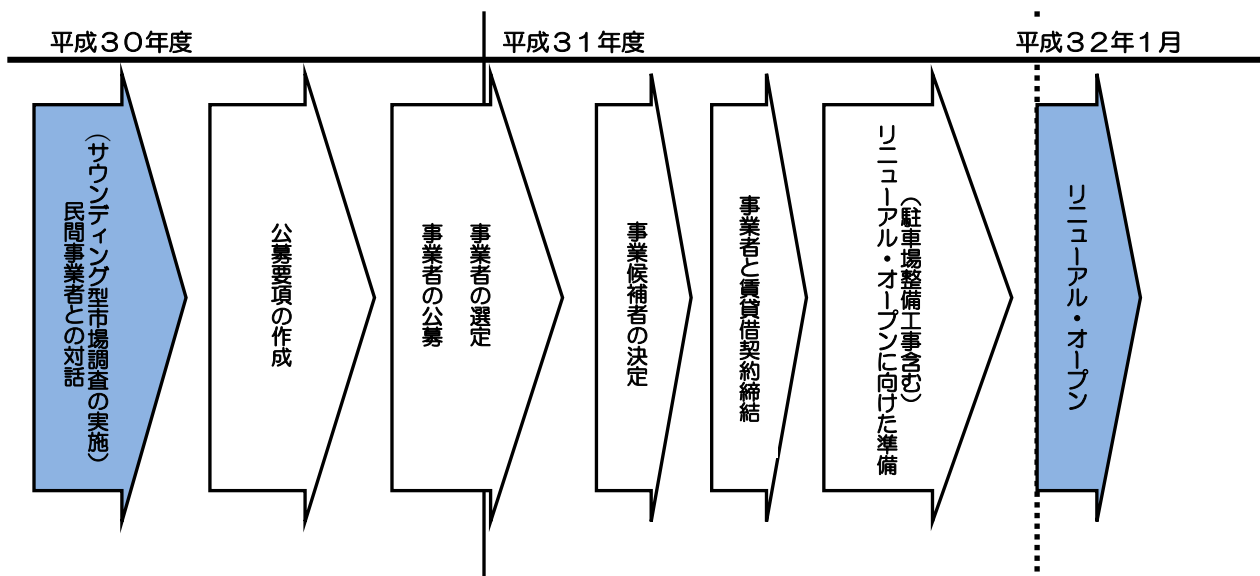 平成３０年度
平成３１年度
平成３２年１月
民間事業者との対話
（サウンディング型市場調査の実施）
公募要項の作成
事業者の公募
事業者の選定
事業候補者の決定
事業者と賃貸借契約締結
リニューアル・オープンに向けた準備
（駐車場整備工事含む）
リニューアル・オープン